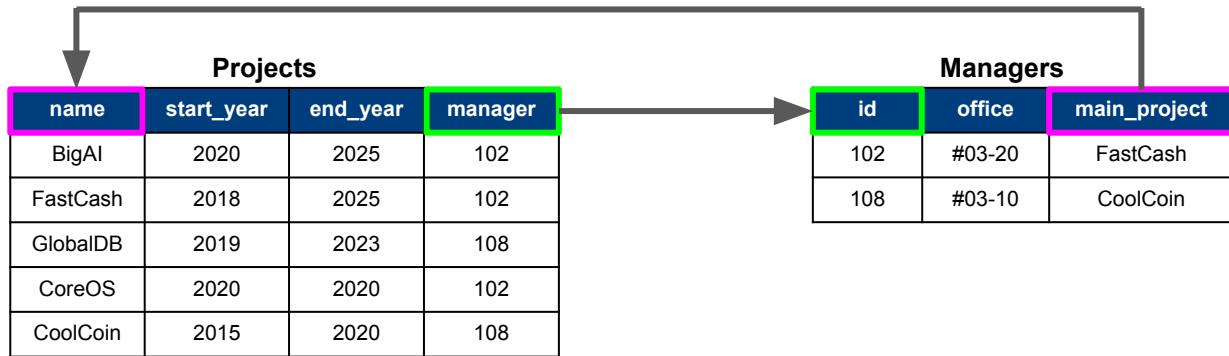 Projects
name start_year end_year manager
BigAI 2020 2025 102
FastCash 2018 2025 102
GlobalDB 2019 2023 108
CoreOS 2020 2020 102
CoolCoin 2015 2020 108
Managers
id office main_project
102 #03-20 FastCash
108 #03-10 CoolCoin